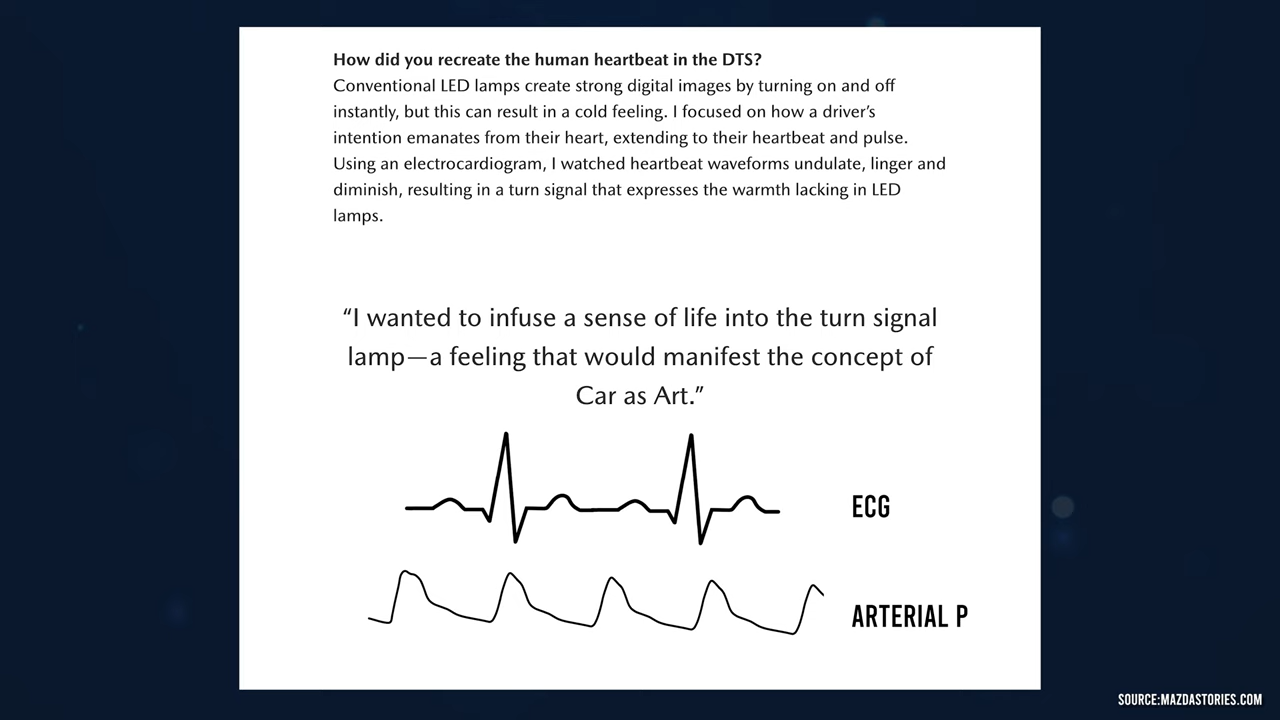 How did you recreate the human heartbeat in the DTS?
Conventional LED lamps create strong digital images by turning on and off
instantly, but this can result in a cold feeling. I focused on how a driver’s
intention emanates from their heart, extending to their heartbeat and pulse.
Using an electrocardiogram, I watched heartbeat waveforms undulate, linger and
diminish, resulting in a turn signal that expresses the warmth lacking in LED
lamps.
“I wanted to infuse a sense of life into the turn signal
lamp—a feeling that would manifest the concept of
Car as Art.”
ECG
ARTERIAL P
SOURCE:MAZDASTORIES.COM